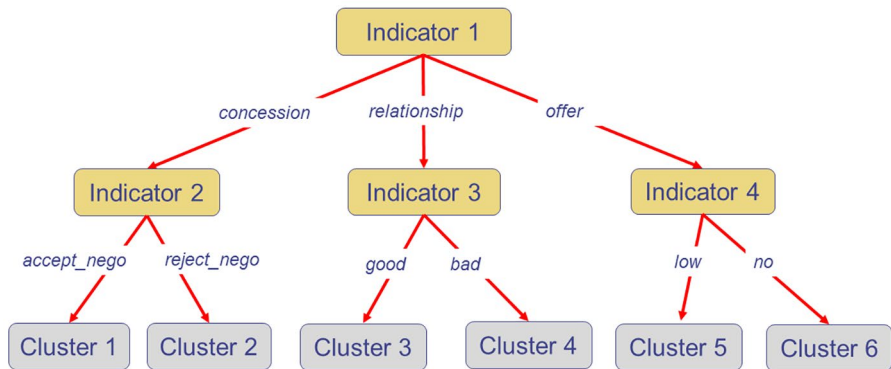 Indicator 1
concession
relationship
offer
Indicator 2
Indicator 3
Indicator 4
accept_nego
reject_nego
good
bad
low
no
Cluster 1
Cluster 2
Cluster 3
Cluster 4
Cluster 5
Cluster 6